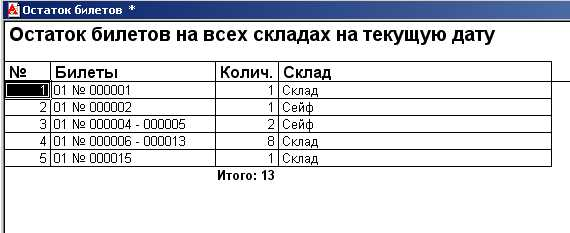 Остаток билетов *
Остаток билетов на всех складах на текущую дату
№ Билеты Колич. Склад
1 01 № 000001 1 Склад
2 01 № 000002 1 Сейф
3 01 № 000004 - 000005 2 Сейф
4 01 № 000006 - 000013 8 Склад
5 01 № 000015 1 Склад
Итого: 13